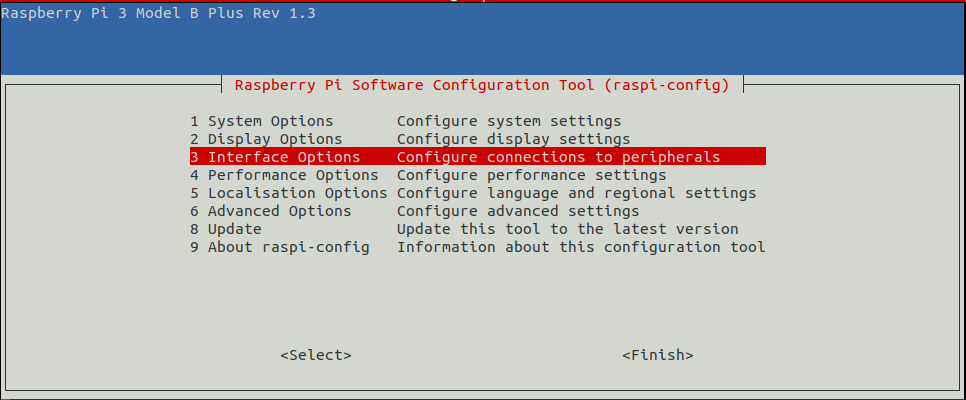 Raspberry Pi 3 Model B Plus Rev 1.3
Raspberry Pi Software Configuration Tool (raspi-config)
1 System Options Configure system settings
2 Display Options Configure display settings
3 Interface Options Configure connections to peripherals
4 Performance Options Configure performance settings
5 Localisation Options Configure language and regional settings
6 Advanced Options Configure advanced settings
8 Update Update this tool to the latest version
9 About raspi-config Information about this configuration tool
<Select> <Finish>